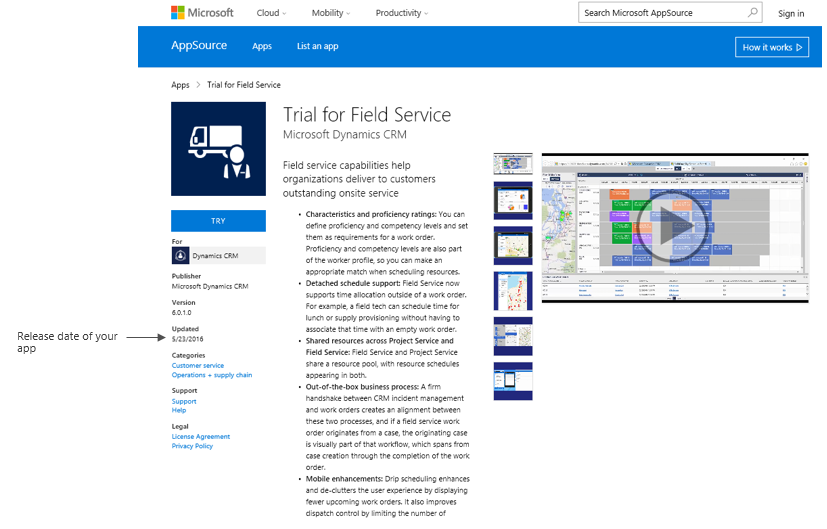 Microsoft Cloud Mobility Productivity Search Microsoft AppSource Sign in
AppSource Apps List an app How it works
Apps > Trial for Field Service
Trial for Field Service
Microsoft Dynamics CRM
Field service capabilities help
organizations deliver to customers
outstanding onsite service
TRY
For
Dynamics CRM
Publisher
Microsoft Dynamics CRM
Version
6.0.1.0
Updated
5/23/2016
Release date of your
app
Categories
Customer service
Operations + supply chain
Support
Support
Help
Legal
License Agreement
Privacy Policy
• Characteristics and proficiency ratings: You can
define proficiency and competency levels and set
them as requirements for a work order.
Proficiency and competency levels are also part
of the worker profile, so you can make an
appropriate match when scheduling resources.
• Detached schedule support: Field Service now
supports time allocation outside of a work order.
For example, a field tech can schedule time for
lunch or supply provisioning without having to
associate that time with an empty work order.
• Shared resources across Project Service and
Field Service: Field Service and Project Service
share a resource pool, with resource schedules
appearing in both.
• Out-of-the-box business process: A firm
handshake between CRM incident management
and work orders creates an alignment between
these two processes, and if a field service work
order originates from a case, the originating case
is visually part of that workflow, which spans from
case creation through the completion of the work
order.
• Mobile enhancements: Drip scheduling enhances
and de-clutters the user experience by displaying
fewer upcoming work orders. It also improves
dispatch control by limiting the number of